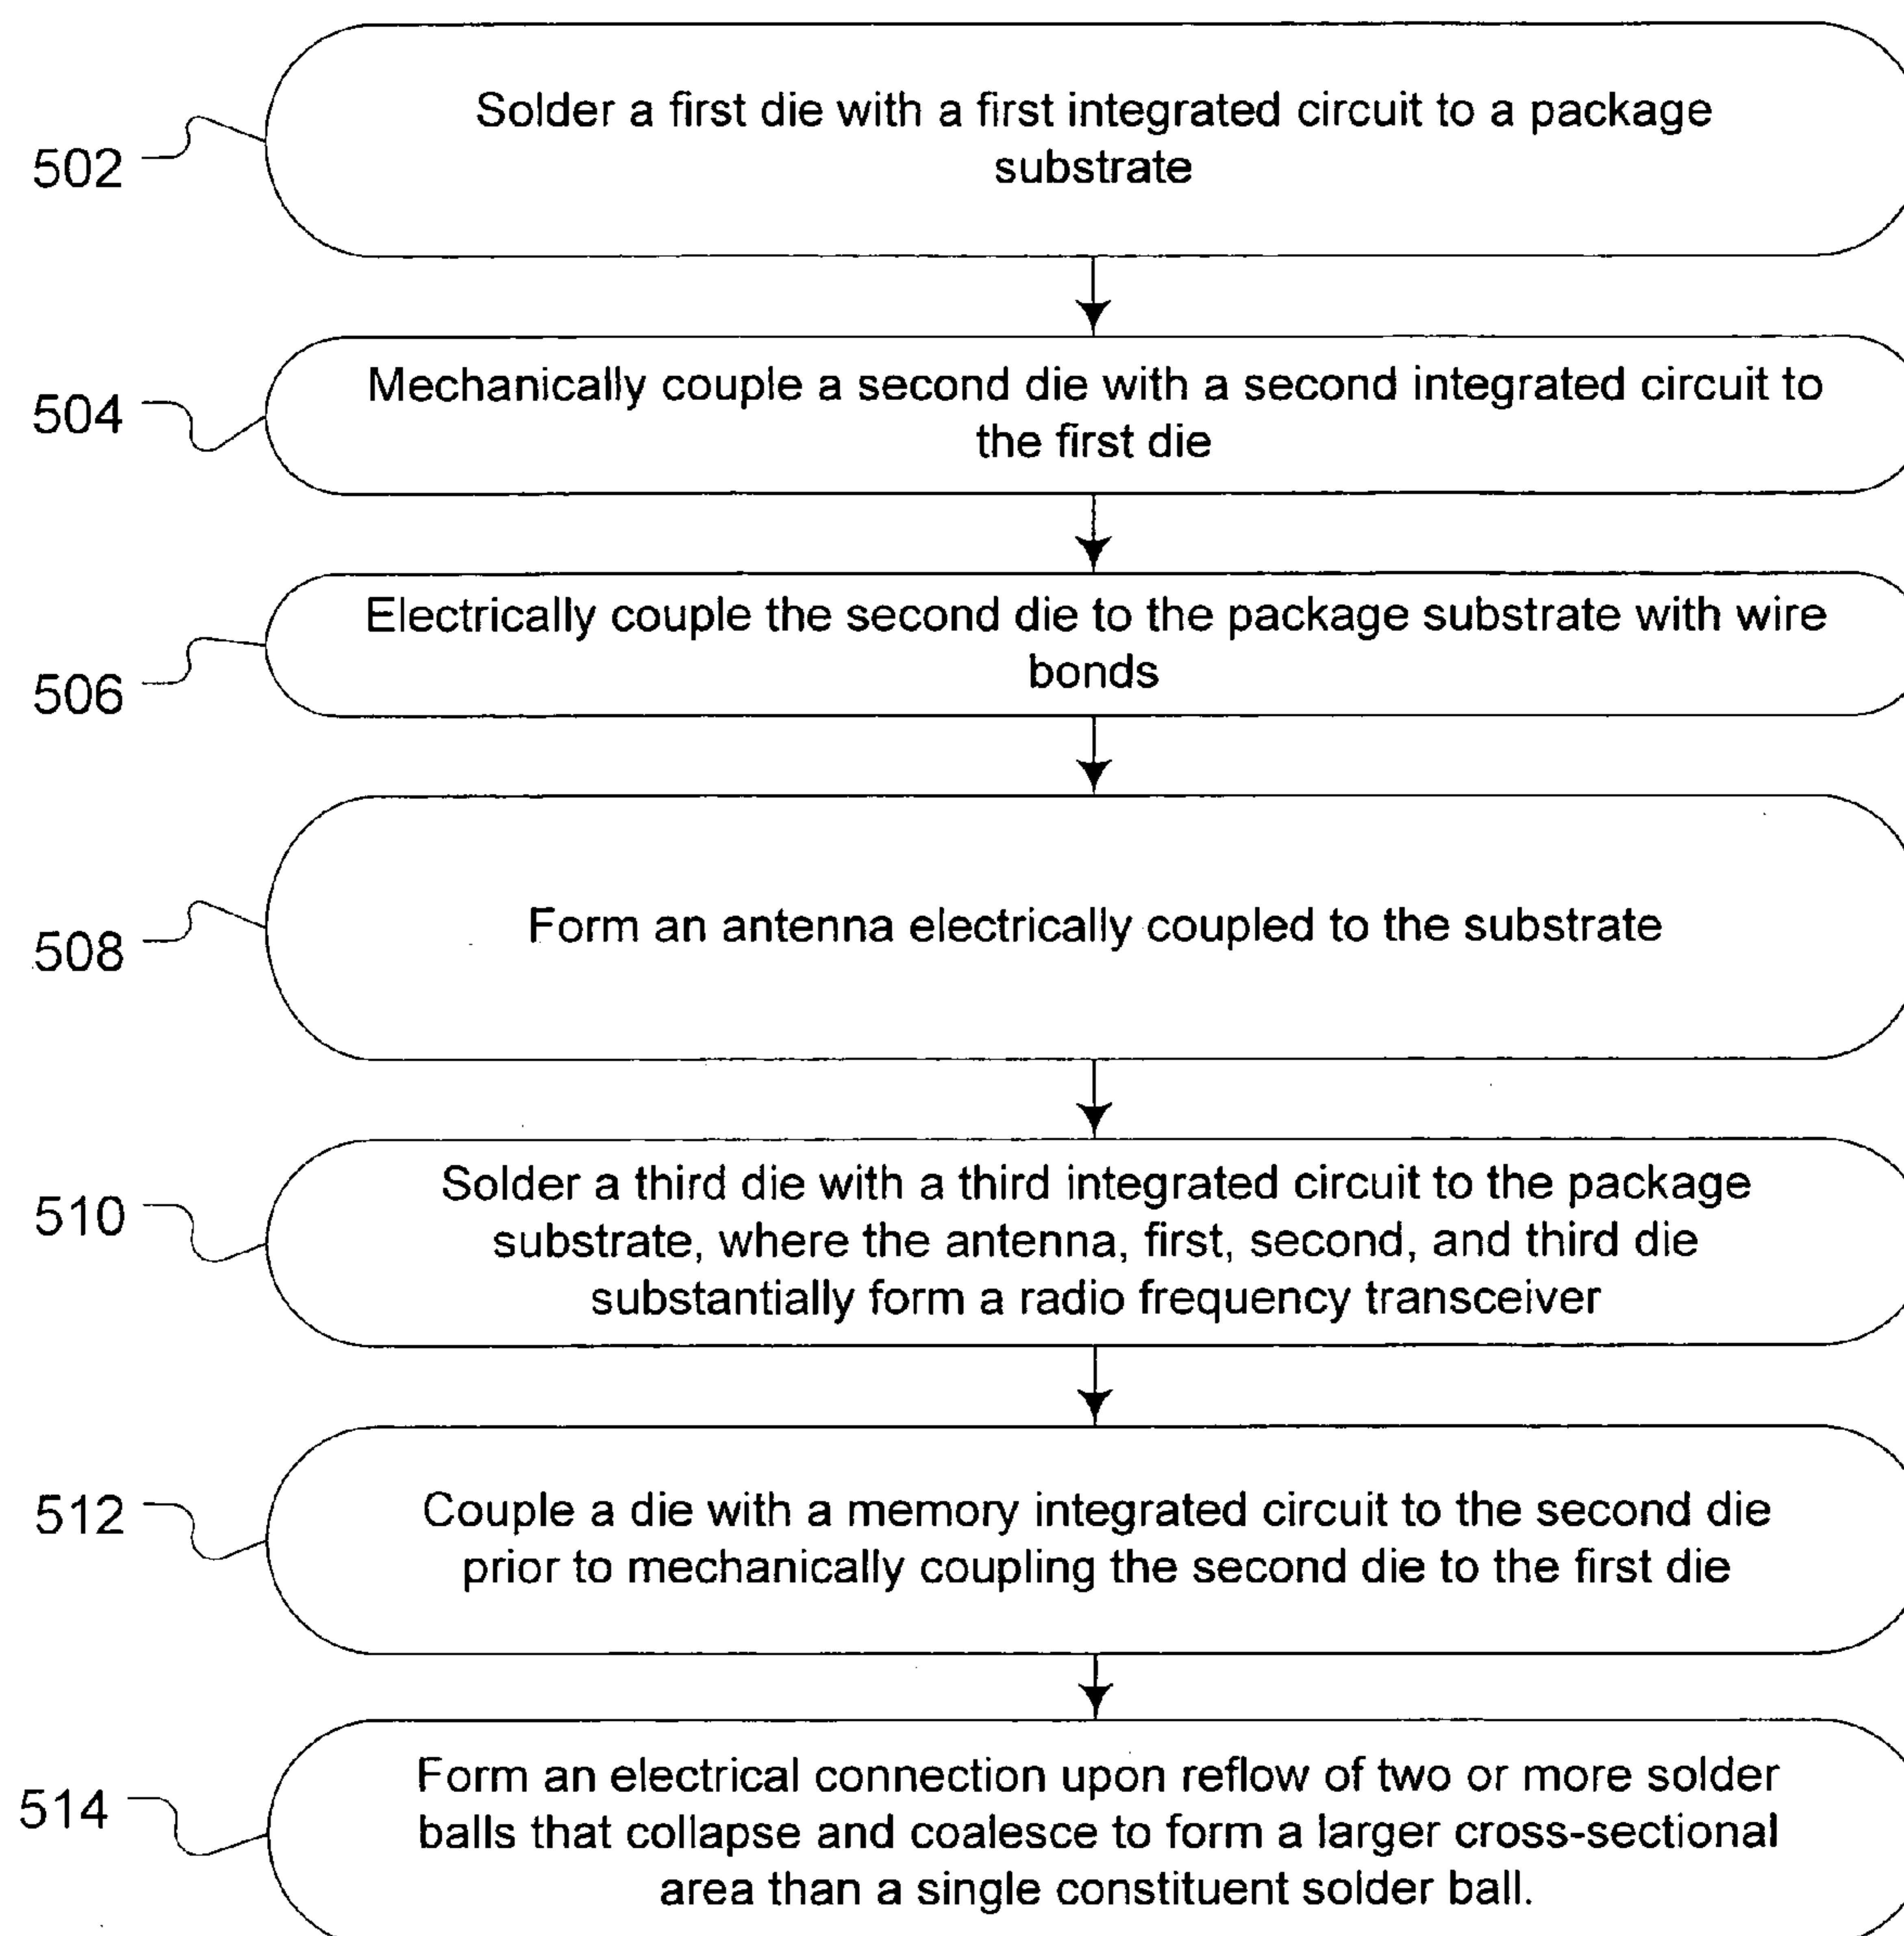 Solder a first die with a first integrated circuit to a package
substrate
502
Mechanically couple a second die with a second integrated circuit to
the first die
504
Electrically couple the second die to the package substrate with wire
bonds
506
Form an antenna electrically coupled to the substrate
508
Solder a third die with a third integrated circuit to the package
substrate, where the antenna, first, second, and third die
substantially form a radio frequency transceiver
510
Couple a die with a memory integrated circuit to the second die
prior to mechanically coupling the second die to the first die
512
Form an electrical connection upon reflow of two or more solder
balls that collapse and coalesce to form a larger cross-sectional
area than a single constituent solder ball.
514